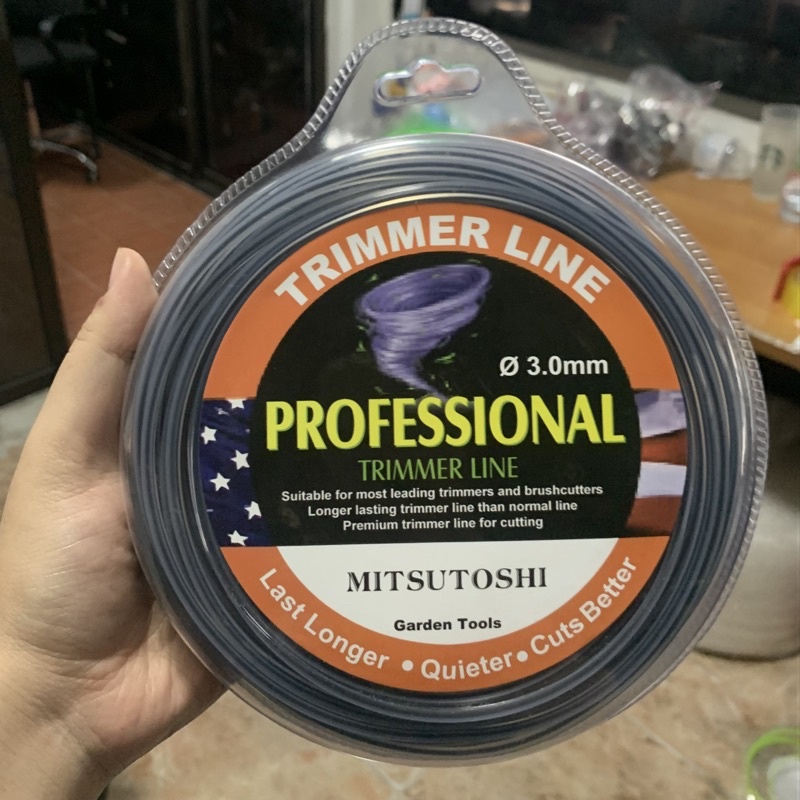 TRIMMER LINE
Ø 3.0mm
PROFESSIONAL
TRIMMER LINE
Suitable for most leading trimmers and brushcutters
Longer lasting trimmer line than normal line
Premium trimmer line for cutting
MITSUTOSHI
Garden Tools
Last Longer • Quieter • Cuts Better